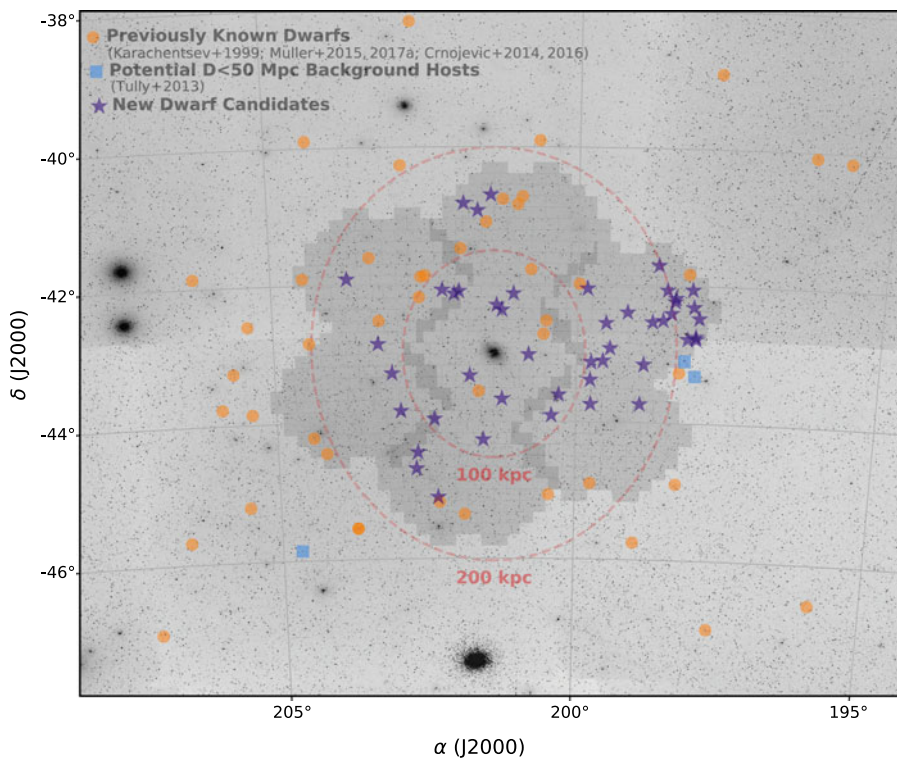 Previously Known Dwarfs
(Karachentsev+1999; Müller+2015, 2017a; Crnojevic+2014, 2016)
Potential D<50 Mpc Background Hosts
(Tully+2013)
New Dwarf Candidates
-38°
-40°
-42°
-44°
-46°
δ (J2000)
100 kpc
200 kpc
205°
200°
195°
α (J2000)